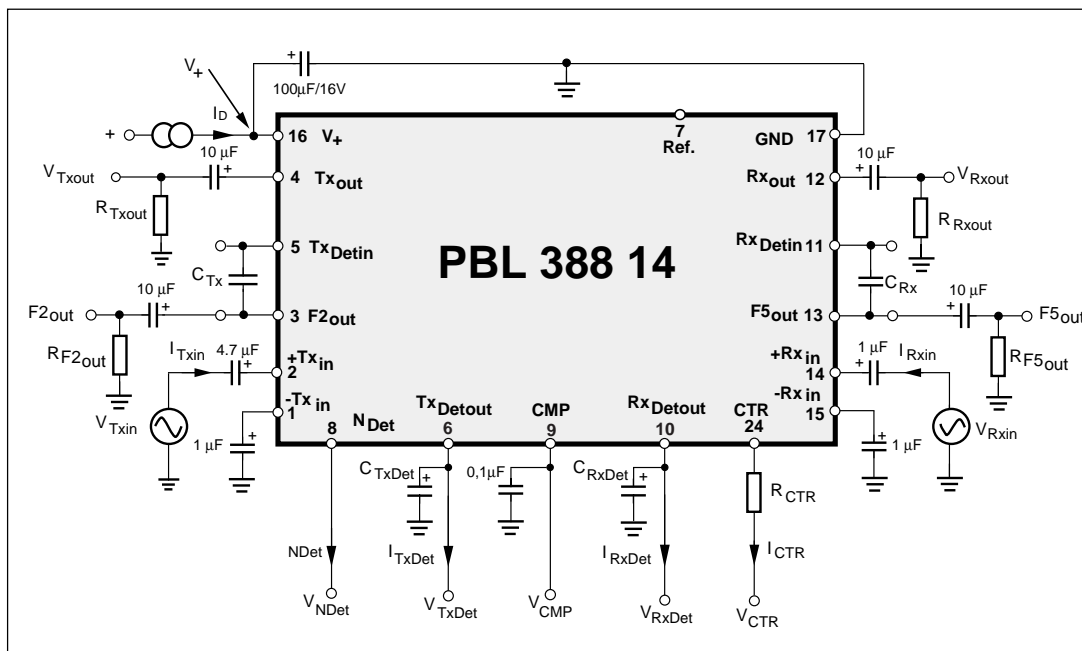 V+
+
100µF/16V
+
ID
16 V+
7
Ref.
GND 17
10 µF
+
VTxout
4 Txout
RTxout
10 µF
+
Rxout 12
VRxout
RRxout
5 TxDetin
RxDetin 11
CTx
CRx
PBL 388 14
10 µF
+
F2out
3 F2out
RF2out
F5out 13
10 µF
+
F5out
RF5out
ITxin
4.7 µF
+
+Txin
2
VTxin
-Txin
1
1 µF
+
+Rxin
14
1 µF
+
IRxin
-Rxin
15
VRxin
+
1 µF
NDet
8
TxDetout
6
CMP
9
RxDetout
10
CTR
24
CTxDet
+
0,1µF
CRxDet
+
RCTR
NDet
ITxDet
IRxDet
ICTR
VNDet
VTxDet
VCMP
VRxDet
VCTR